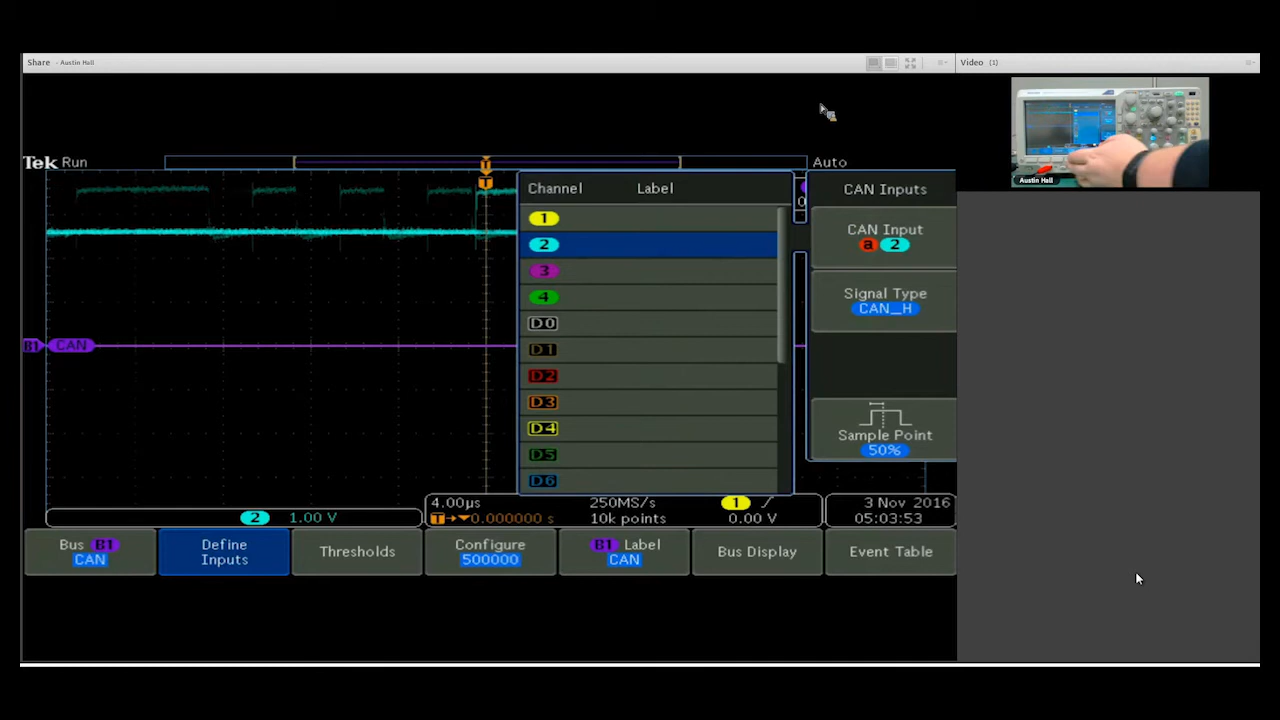 Share - Austin Hall
Video (1)
Austin Hall
Tek Run
Auto
T
T
Channel Label
1
2
3
4
D0
D1
D2
D3
D4
D5
D6
CAN Inputs
CAN Input
a 2
Signal Type
CAN_H
Sample Point
50%
B1 CAN
2 1.00 V
4.00µs 250MS/s 1
T→▼0.000000 s 10k points 0.00 V
3 Nov 2016
05:03:53
Bus B1
CAN
Define
Inputs
Thresholds
Configure
500000
B1 Label
CAN
Bus Display
Event Table